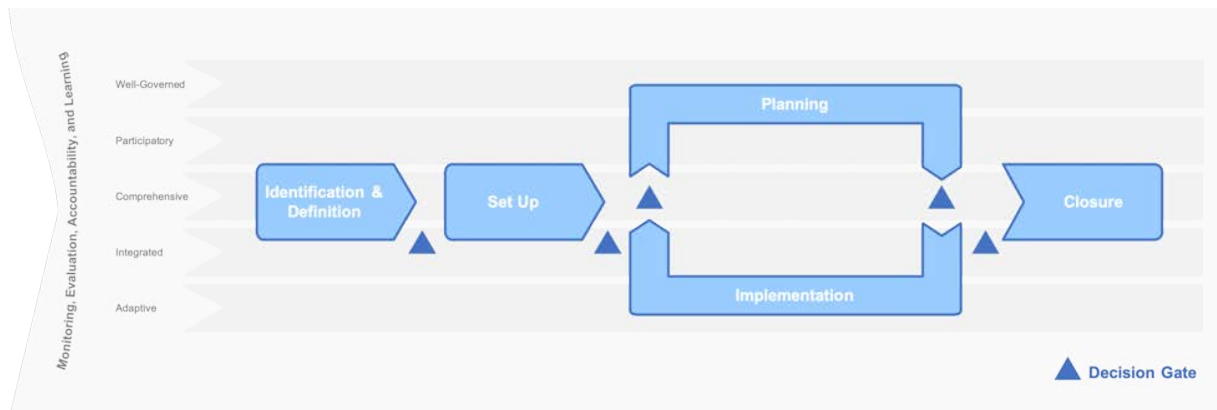 Monitoring, Evaluation, Accountability, and Learning
Well-Governed
Participatory
Comprehensive
Integrated
Adaptive
Identification &
Definition
Set Up
Planning
Implementation
Closure
Decision Gate